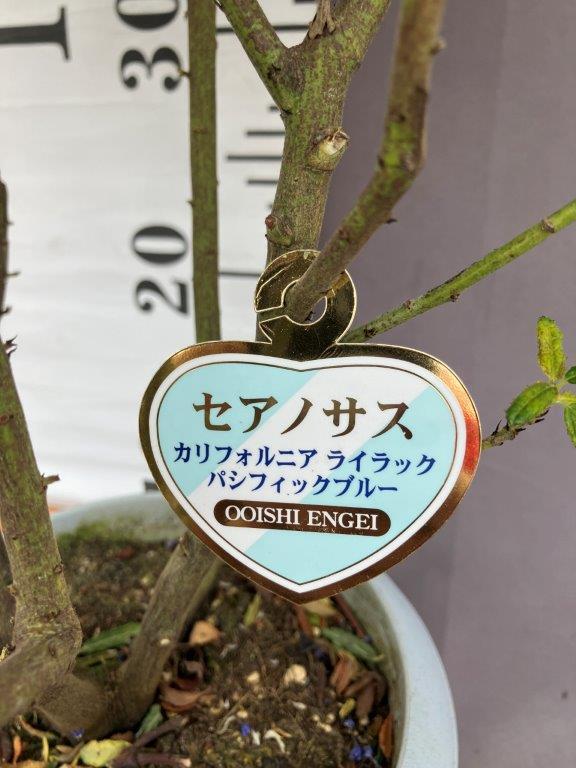 30
20
セアノサス
カリフォルニア ライラック
パシフィックブルー
OOISHI ENGEI